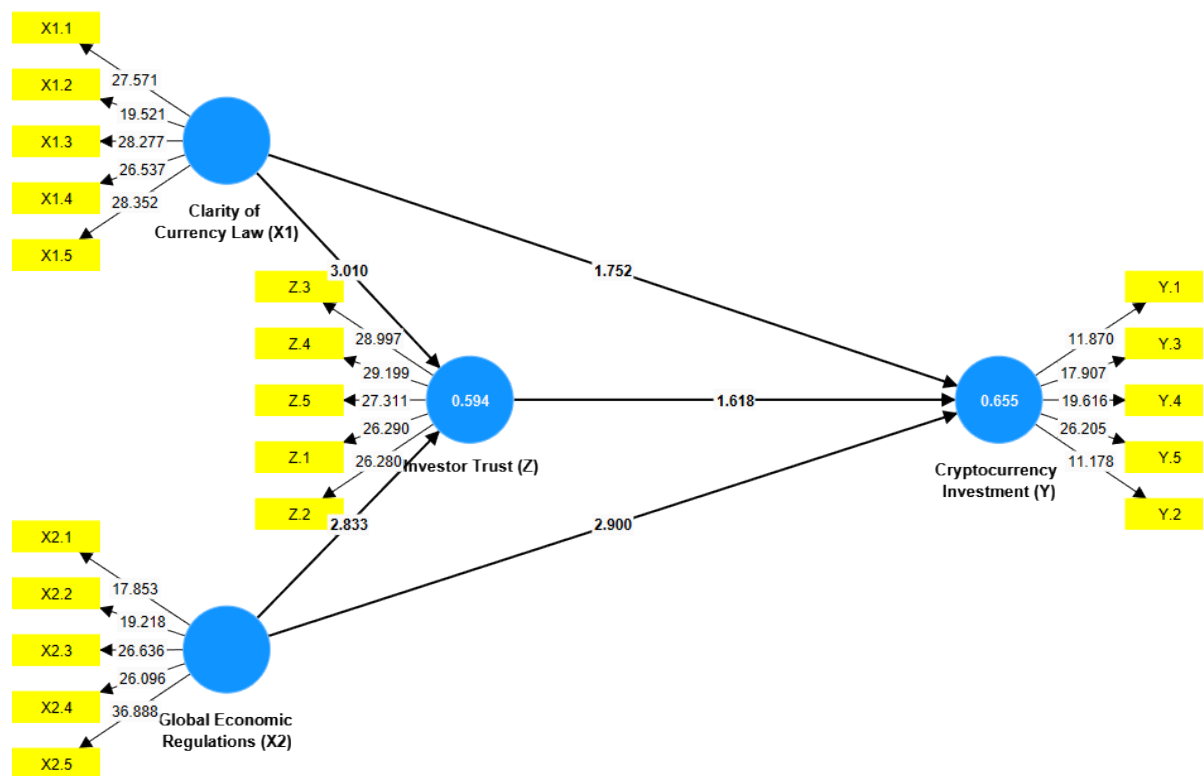 X1.1
27.571
X1.2
19.521
X1.3
28.277
X1.4
26.537
28.352
X1.5
Clarity of
Currency Law (X1)
3.010
1.752
Z.3
28.997
Z.4
29.199
Z.5
27.311
Z.1
26.290
26.280
Z.2
0.594
Investor Trust (Z)
1.618
2.833
2.900
Y.1
11.870
Y.3
17.907
Y.4
19.616
26.205
Y.5
11.178
Y.2
0.655
Cryptocurrency
Investment (Y)
X2.1
17.853
X2.2
19.218
X2.3
26.636
26.096
X2.4
36.888
X2.5
Global Economic
Regulations (X2)